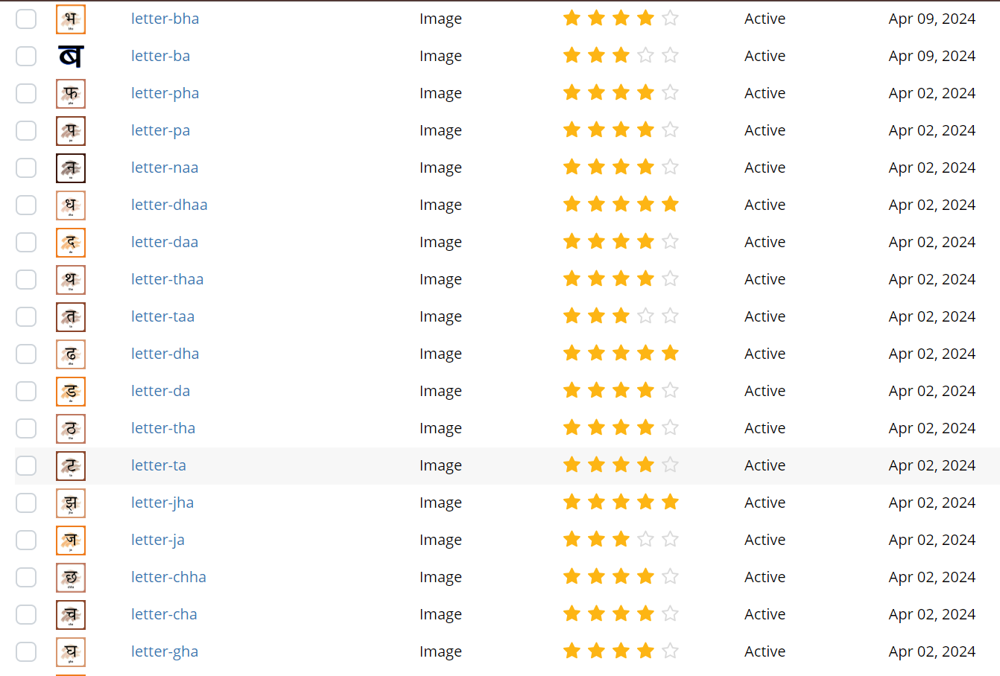 भ letter-bha Image Active Apr 09, 2024
ब letter-ba Image Active Apr 09, 2024
फ letter-pha Image Active Apr 02, 2024
प letter-pa Image Active Apr 02, 2024
न letter-naa Image Active Apr 02, 2024
ध letter-dhaa Image Active Apr 02, 2024
द letter-daa Image Active Apr 02, 2024
थ letter-thaa Image Active Apr 02, 2024
त letter-taa Image Active Apr 02, 2024
ढ letter-dha Image Active Apr 02, 2024
ड letter-da Image Active Apr 02, 2024
ठ letter-tha Image Active Apr 02, 2024
ट letter-ta Image Active Apr 02, 2024
झ letter-jha Image Active Apr 02, 2024
ज letter-ja Image Active Apr 02, 2024
छ letter-chha Image Active Apr 02, 2024
च letter-cha Image Active Apr 02, 2024
घ letter-gha Image Active Apr 02, 2024